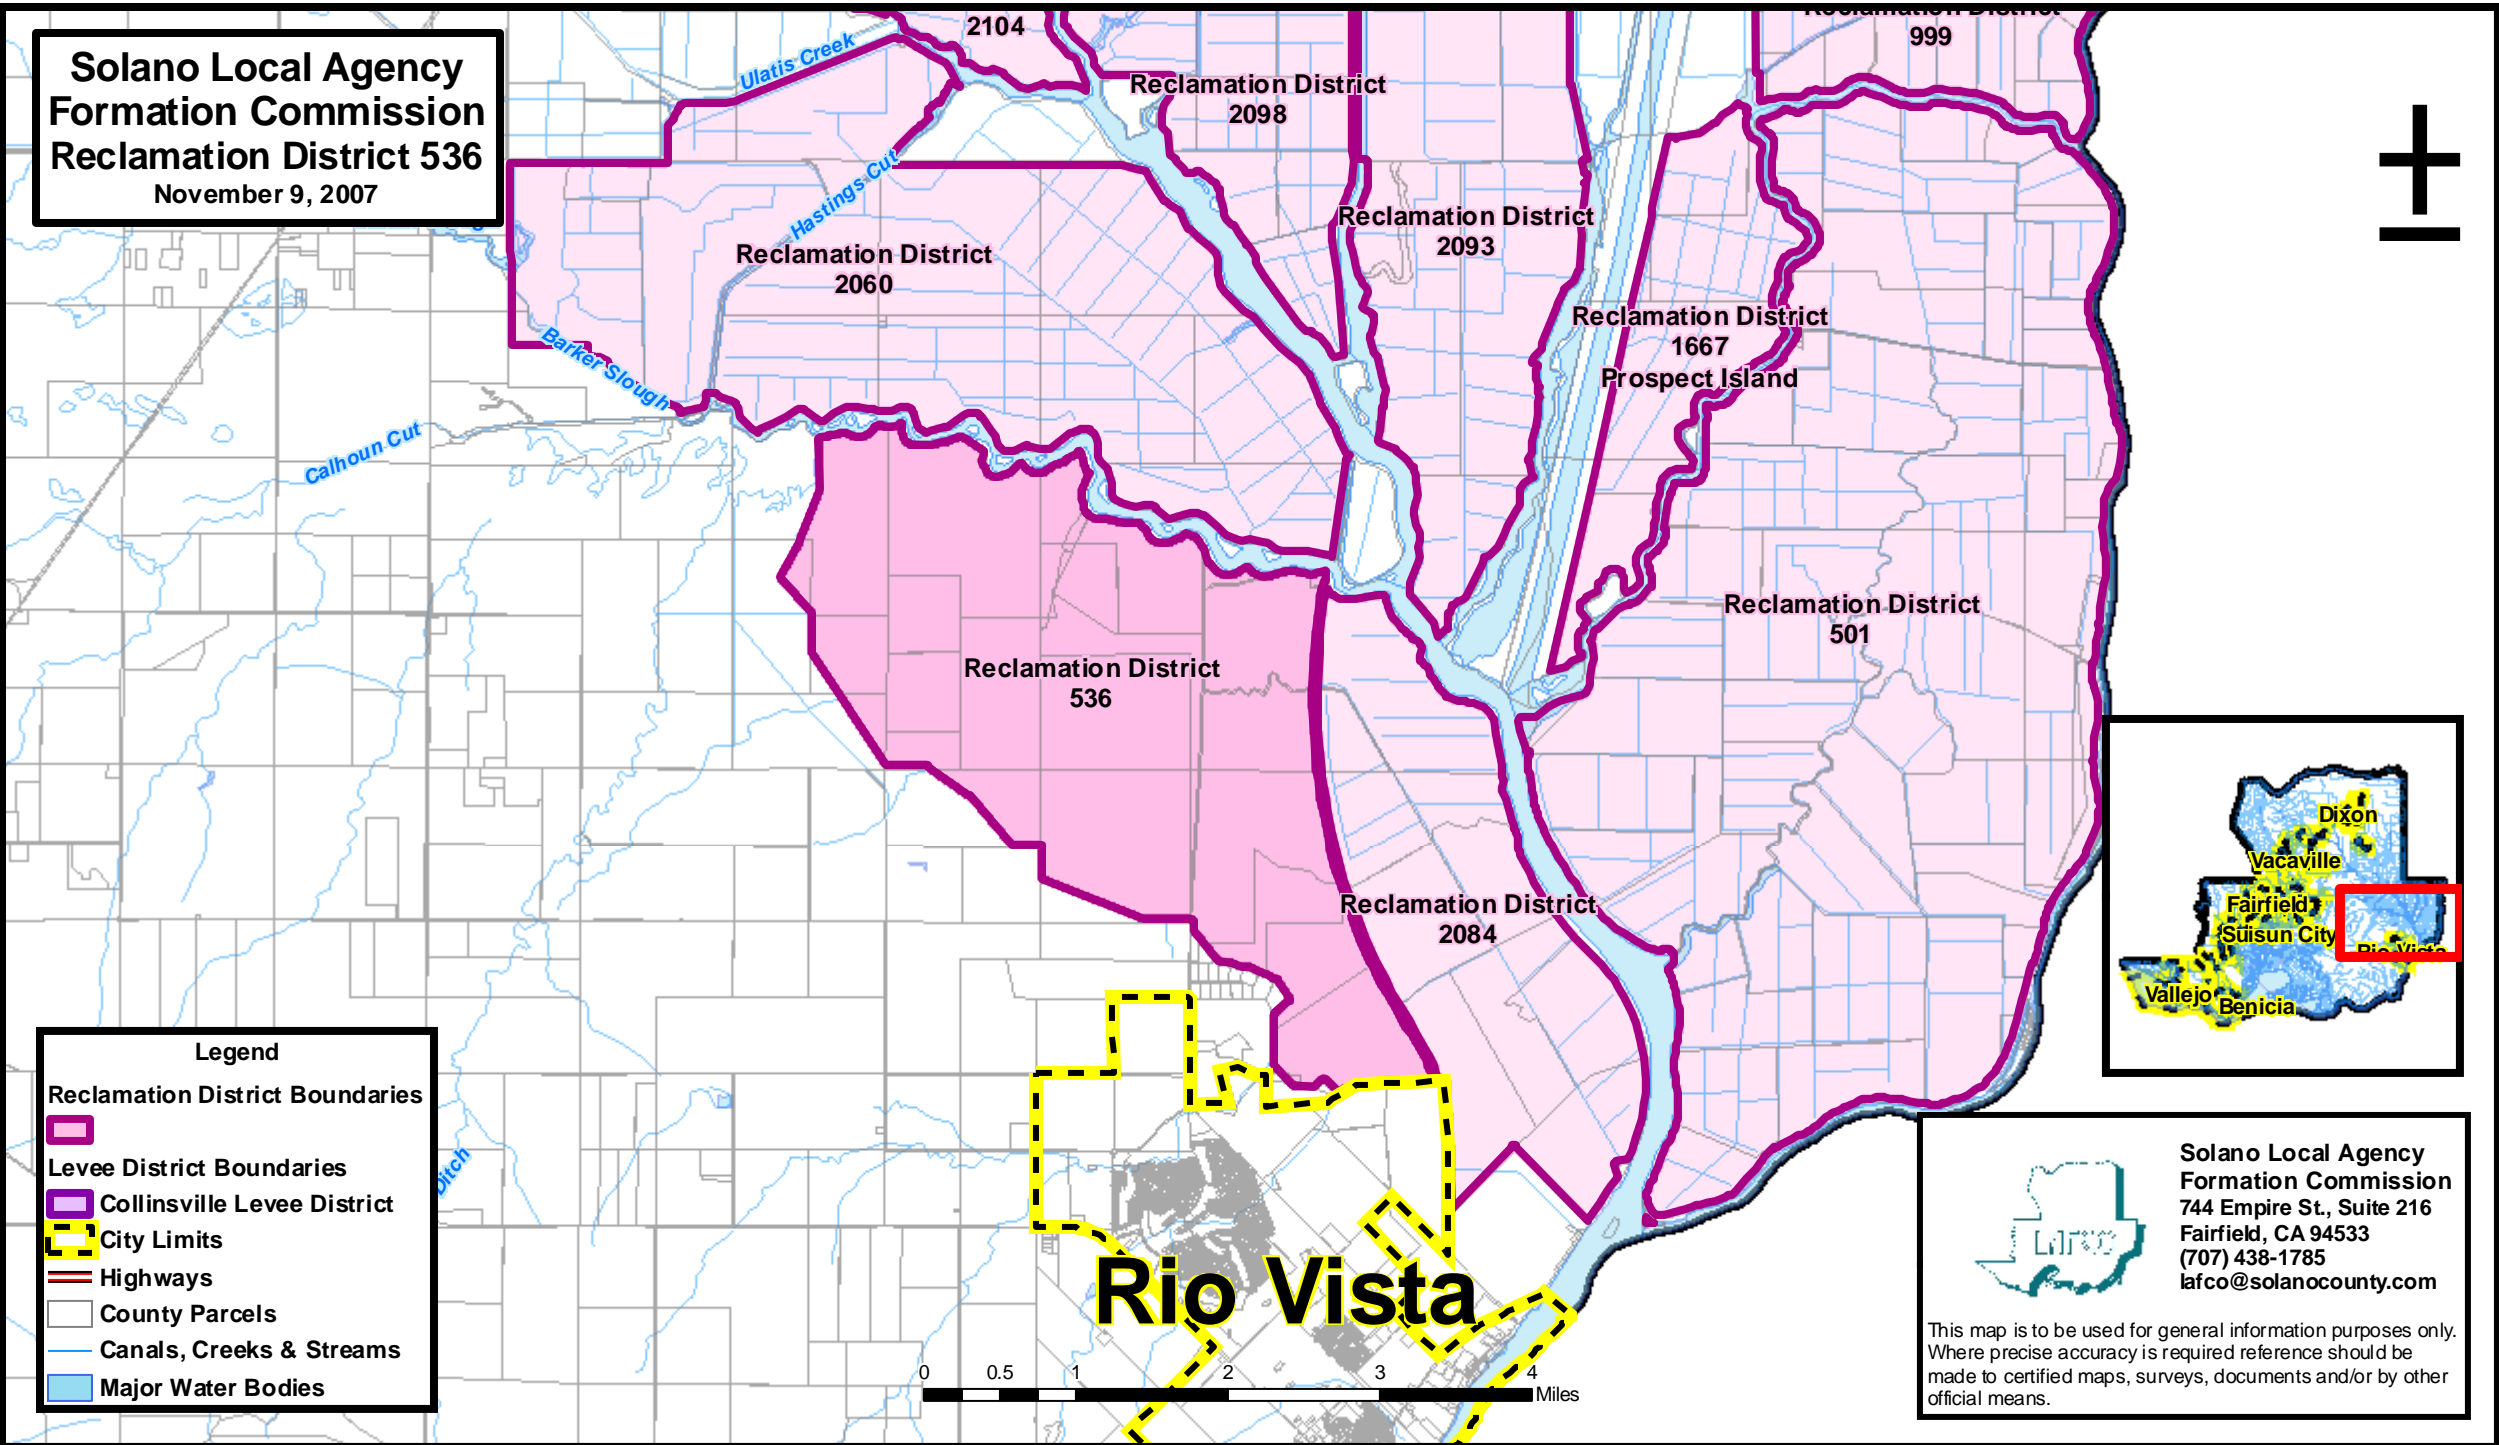 Solano Local Agency
Formation Commission
Reclamation District 536
November 9, 2007
2104
Reclamation District
999
Ulatis Creek
Reclamation District
2098
Hastings Cut
Reclamation District
2093
Reclamation District
2060
Reclamation District
1667
Prospect Island
Barker Slough
Calhoun Cut
Reclamation District
501
Reclamation District
536
Reclamation District
2084
Dixon
Vacaville
Fairfield
Suisun City
Rio Vista
Vallejo
Benicia
Legend
Reclamation District Boundaries
Levee District Boundaries
Collinsville Levee District
City Limits
Highways
County Parcels
Canals, Creeks & Streams
Major Water Bodies
Ditch
Rio Vista
0 0.5 1 2 3 4
Miles
LAFCO
Solano Local Agency
Formation Commission
744 Empire St., Suite 216
Fairfield, CA 94533
(707) 438-1785
lafco@solanocounty.com
This map is to be used for general information purposes only.
Where precise accuracy is required reference should be
made to certified maps, surveys, documents and/or by other
official means.